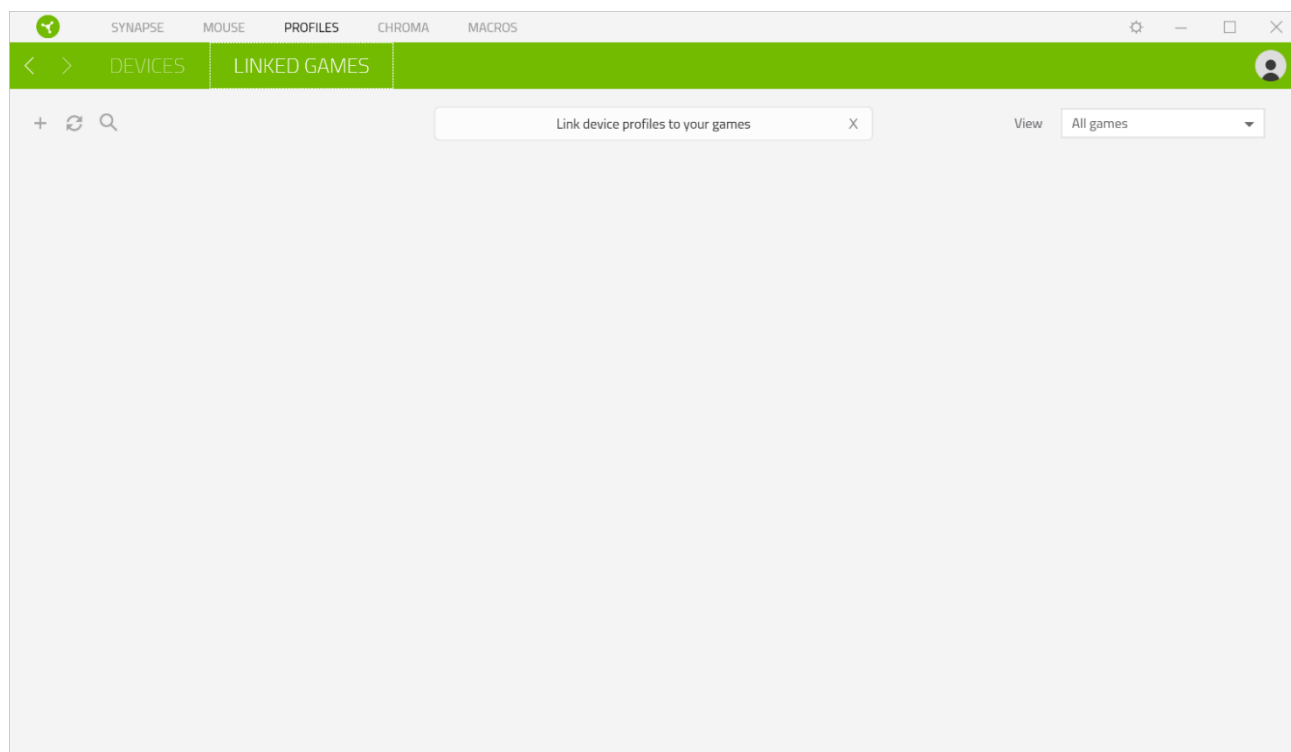 SYNAPSE MOUSE PROFILES CHROMA MACROS
DEVICES LINKED GAMES
Link device profiles to your games X View All games